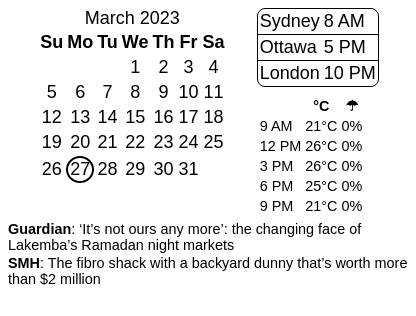 March 2023
Su Mo Tu We Th Fr Sa
1 2 3 4
5 6 7 8 9 10 11
12 13 14 15 16 17 18
19 20 21 22 23 24 25
26 27 28 29 30 31
Sydney 8 AM
Ottawa 5 PM
London 10 PM
°C ☂
9 AM 21°C 0%
12 PM 26°C 0%
3 PM 26°C 0%
6 PM 25°C 0%
9 PM 21°C 0%
Guardian: ‘It’s not ours any more’: the changing face of
Lakemba’s Ramadan night markets
SMH: The fibro shack with a backyard dunny that’s worth more
than $2 million